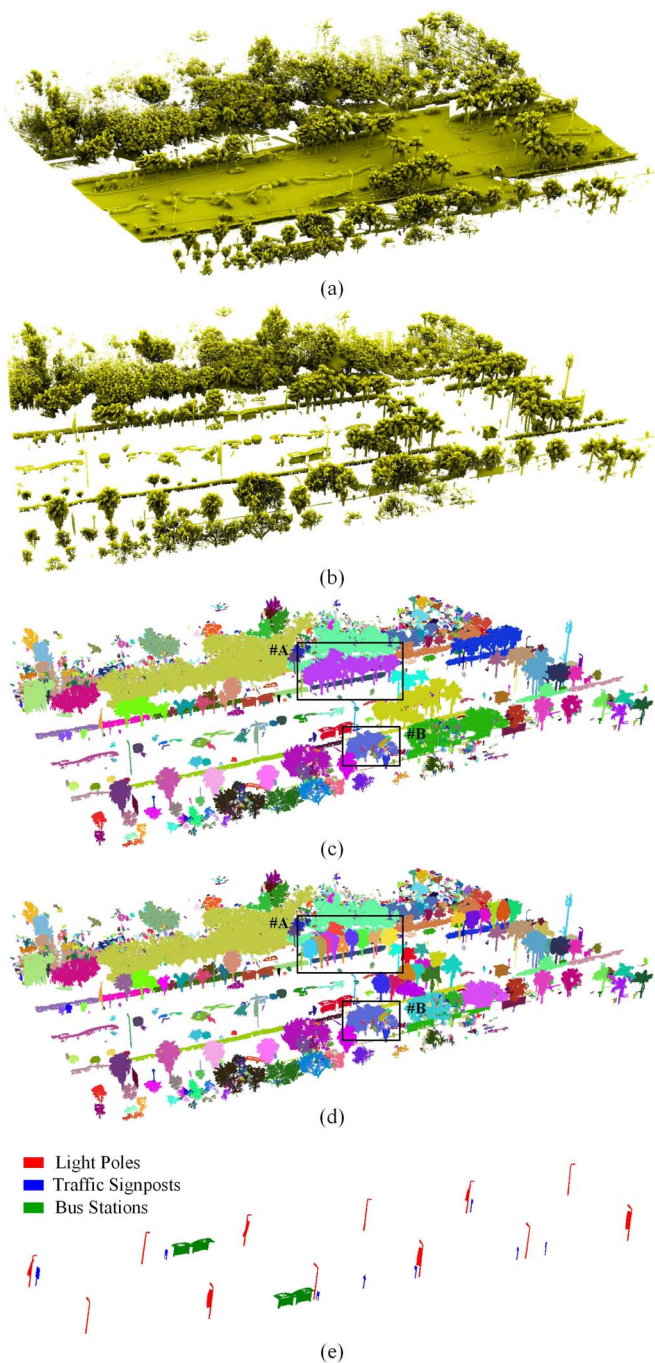 (a)
(b)
#A
#B
(c)
#A
#B
(d)
Light Poles
Traffic Signposts
Bus Stations
(e)